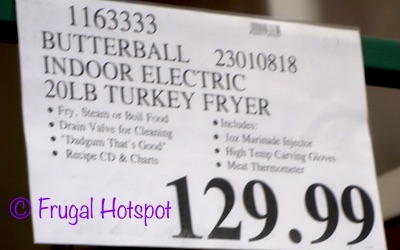 1163333
BUTTERBALL 23010818
INDOOR ELECTRIC
20LB TURKEY FRYER
• Fry, Steam or Boil Food
• Drain Valve for Cleaning
• "Dadgum That's Good"
• Recipe CD & Charts
• Includes:
• 1oz Marinade Injector
• High Temp Carving Gloves
• Meat Thermometer
129.99
© Frugal Hotspot